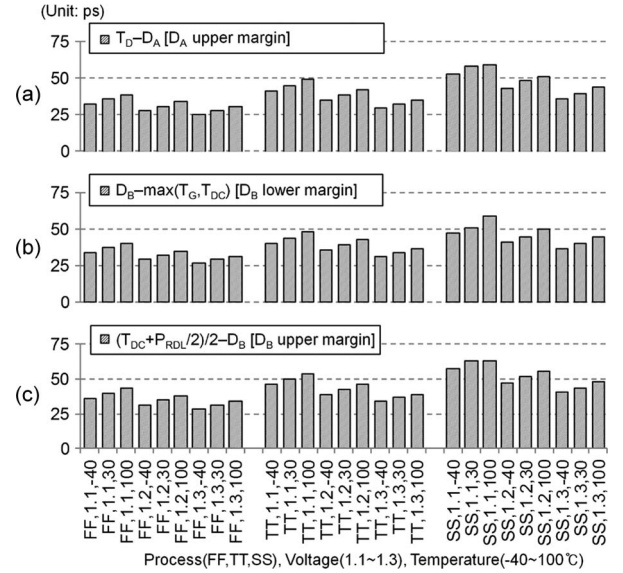 (Unit: ps)
75
T_D–D_A [D_A upper margin]
50
(a)
25
0
75
D_B–max(T_G,T_DC) [D_B lower margin]
50
(b)
25
0
75
(T_DC+P_RDL/2)/2–D_B [D_B upper margin]
50
(c)
25
0
FF, 1.1,-40
FF, 1.1,30
FF, 1.1,100
FF, 1.2,-40
FF, 1.2,30
FF, 1.2,100
FF, 1.3,-40
FF, 1.3,30
FF, 1.3,100
TT, 1.1,-40
TT, 1.1,30
TT, 1.1,100
TT, 1.2,-40
TT, 1.2,30
TT, 1.2,100
TT, 1.3,-40
TT, 1.3,30
TT, 1.3,100
SS, 1.1,-40
SS, 1.1,30
SS, 1.1,100
SS, 1.2,-40
SS, 1.2,30
SS, 1.2,100
SS, 1.3,-40
SS, 1.3,30
SS, 1.3,100
Process(FF,TT,SS), Voltage(1.1~1.3), Temperature(-40~100℃)